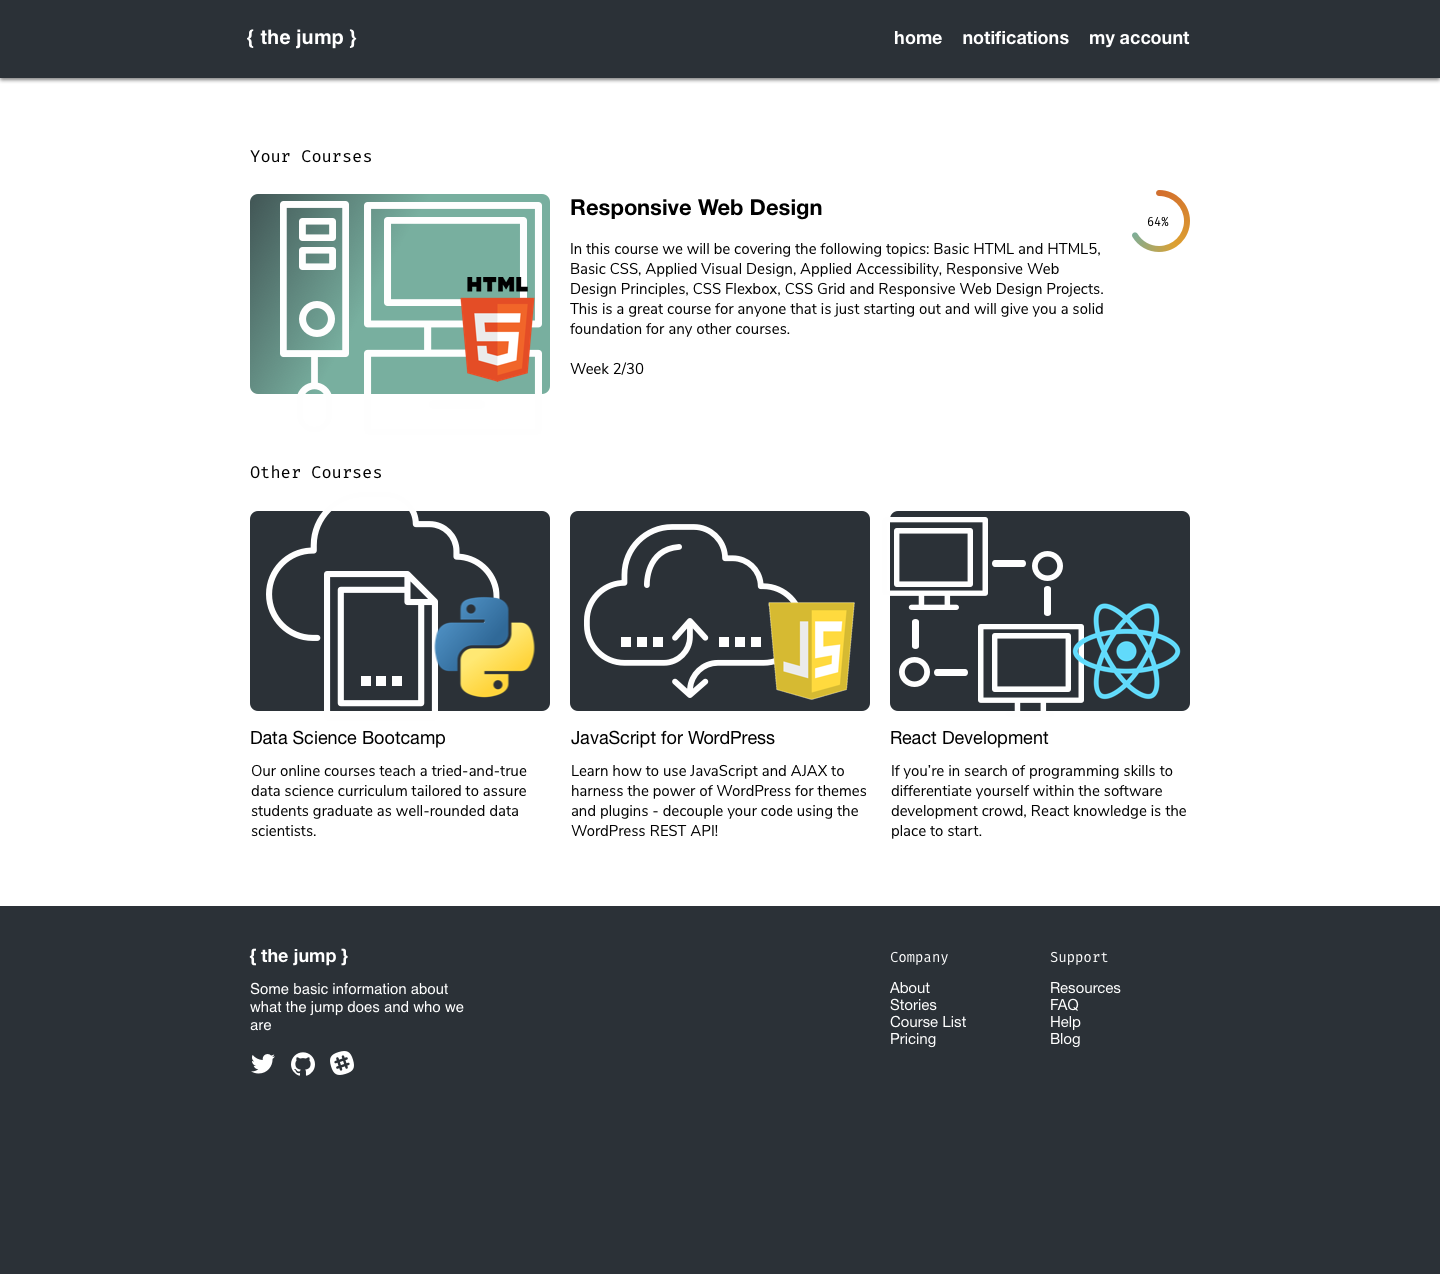 { the jump }
home notifications my account
Your Courses
HTML
5
Responsive Web Design
64%
In this course we will be covering the following topics: Basic HTML and HTML5,
Basic CSS, Applied Visual Design, Applied Accessibility, Responsive Web
Design Principles, CSS Flexbox, CSS Grid and Responsive Web Design Projects.
This is a great course for anyone that is just starting out and will give you a solid
foundation for any other courses.
Week 2/30
Other Courses
JS
Data Science Bootcamp
Our online courses teach a tried-and-true
data science curriculum tailored to assure
students graduate as well-rounded data
scientists.
JavaScript for WordPress
Learn how to use JavaScript and AJAX to
harness the power of WordPress for themes
and plugins - decouple your code using the
WordPress REST API!
React Development
If you’re in search of programming skills to
differentiate yourself within the software
development crowd, React knowledge is the
place to start.
{ the jump }
Some basic information about
what the jump does and who we
are
Company
About
Stories
Course List
Pricing
Support
Resources
FAQ
Help
Blog